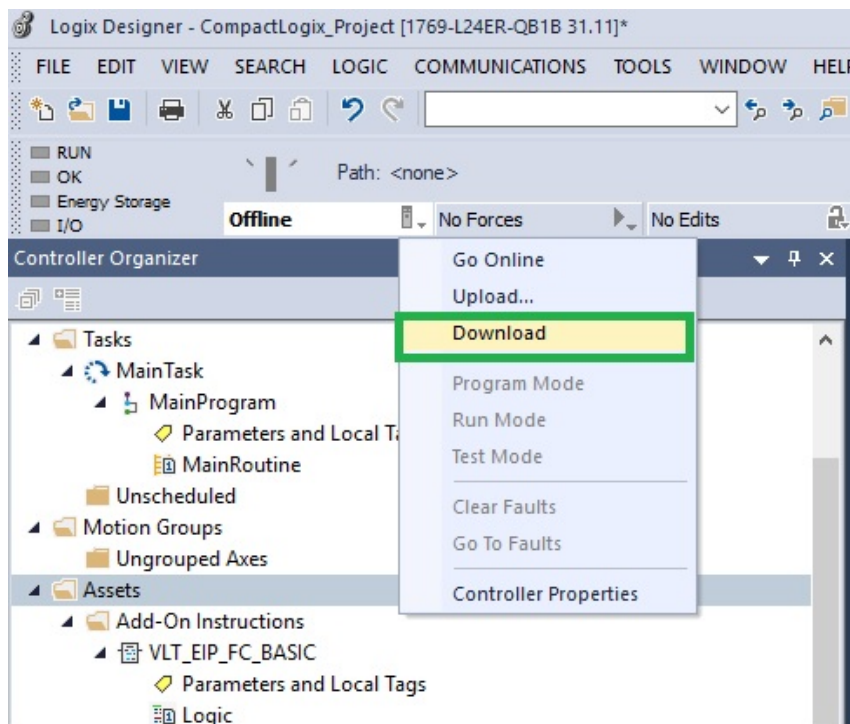 Logix Designer - CompactLogix_Project [1769-L24ER-QB1B 31.11]*
FILE EDIT VIEW SEARCH LOGIC COMMUNICATIONS TOOLS WINDOW HELP
RUN
OK
Energy Storage
I/O
Path: <none>
Offline No Forces No Edits
Controller Organizer
Go Online
Upload...
Download
Program Mode
Run Mode
Test Mode
Clear Faults
Go To Faults
Controller Properties
Tasks
MainTask
MainProgram
Parameters and Local Ta
MainRoutine
Unscheduled
Motion Groups
Ungrouped Axes
Assets
Add-On Instructions
VLT_EIP_FC_BASIC
Parameters and Local Tags
Logic